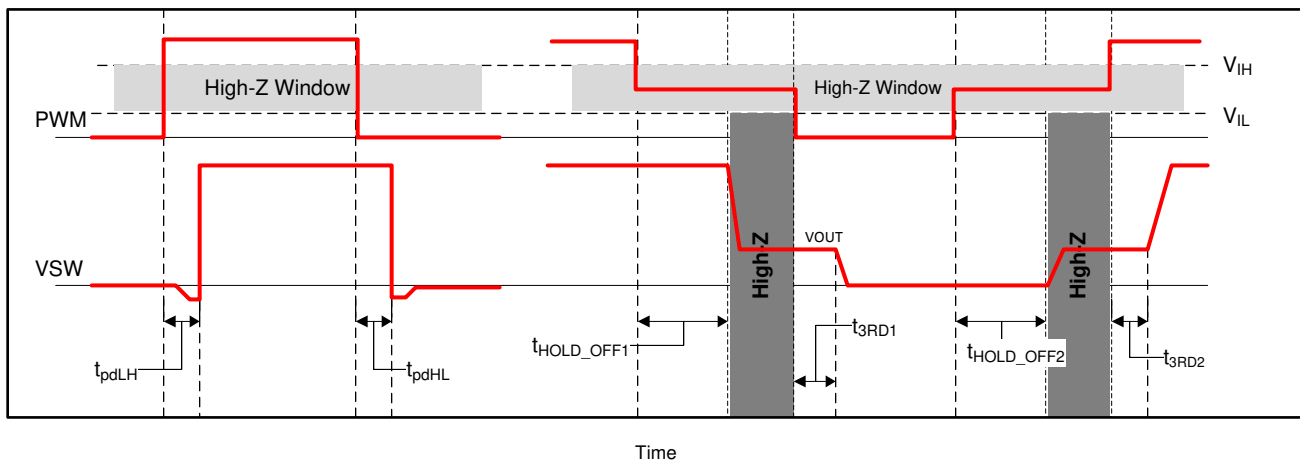 High-Z Window
High-Z Window
V_IH
V_IL
PWM
VSW
VOUT
High-Z
High-Z
t_pdLH
t_pdHL
t_HOLD_OFF1
t_3RD1
t_HOLD_OFF2
t_3RD2
Time